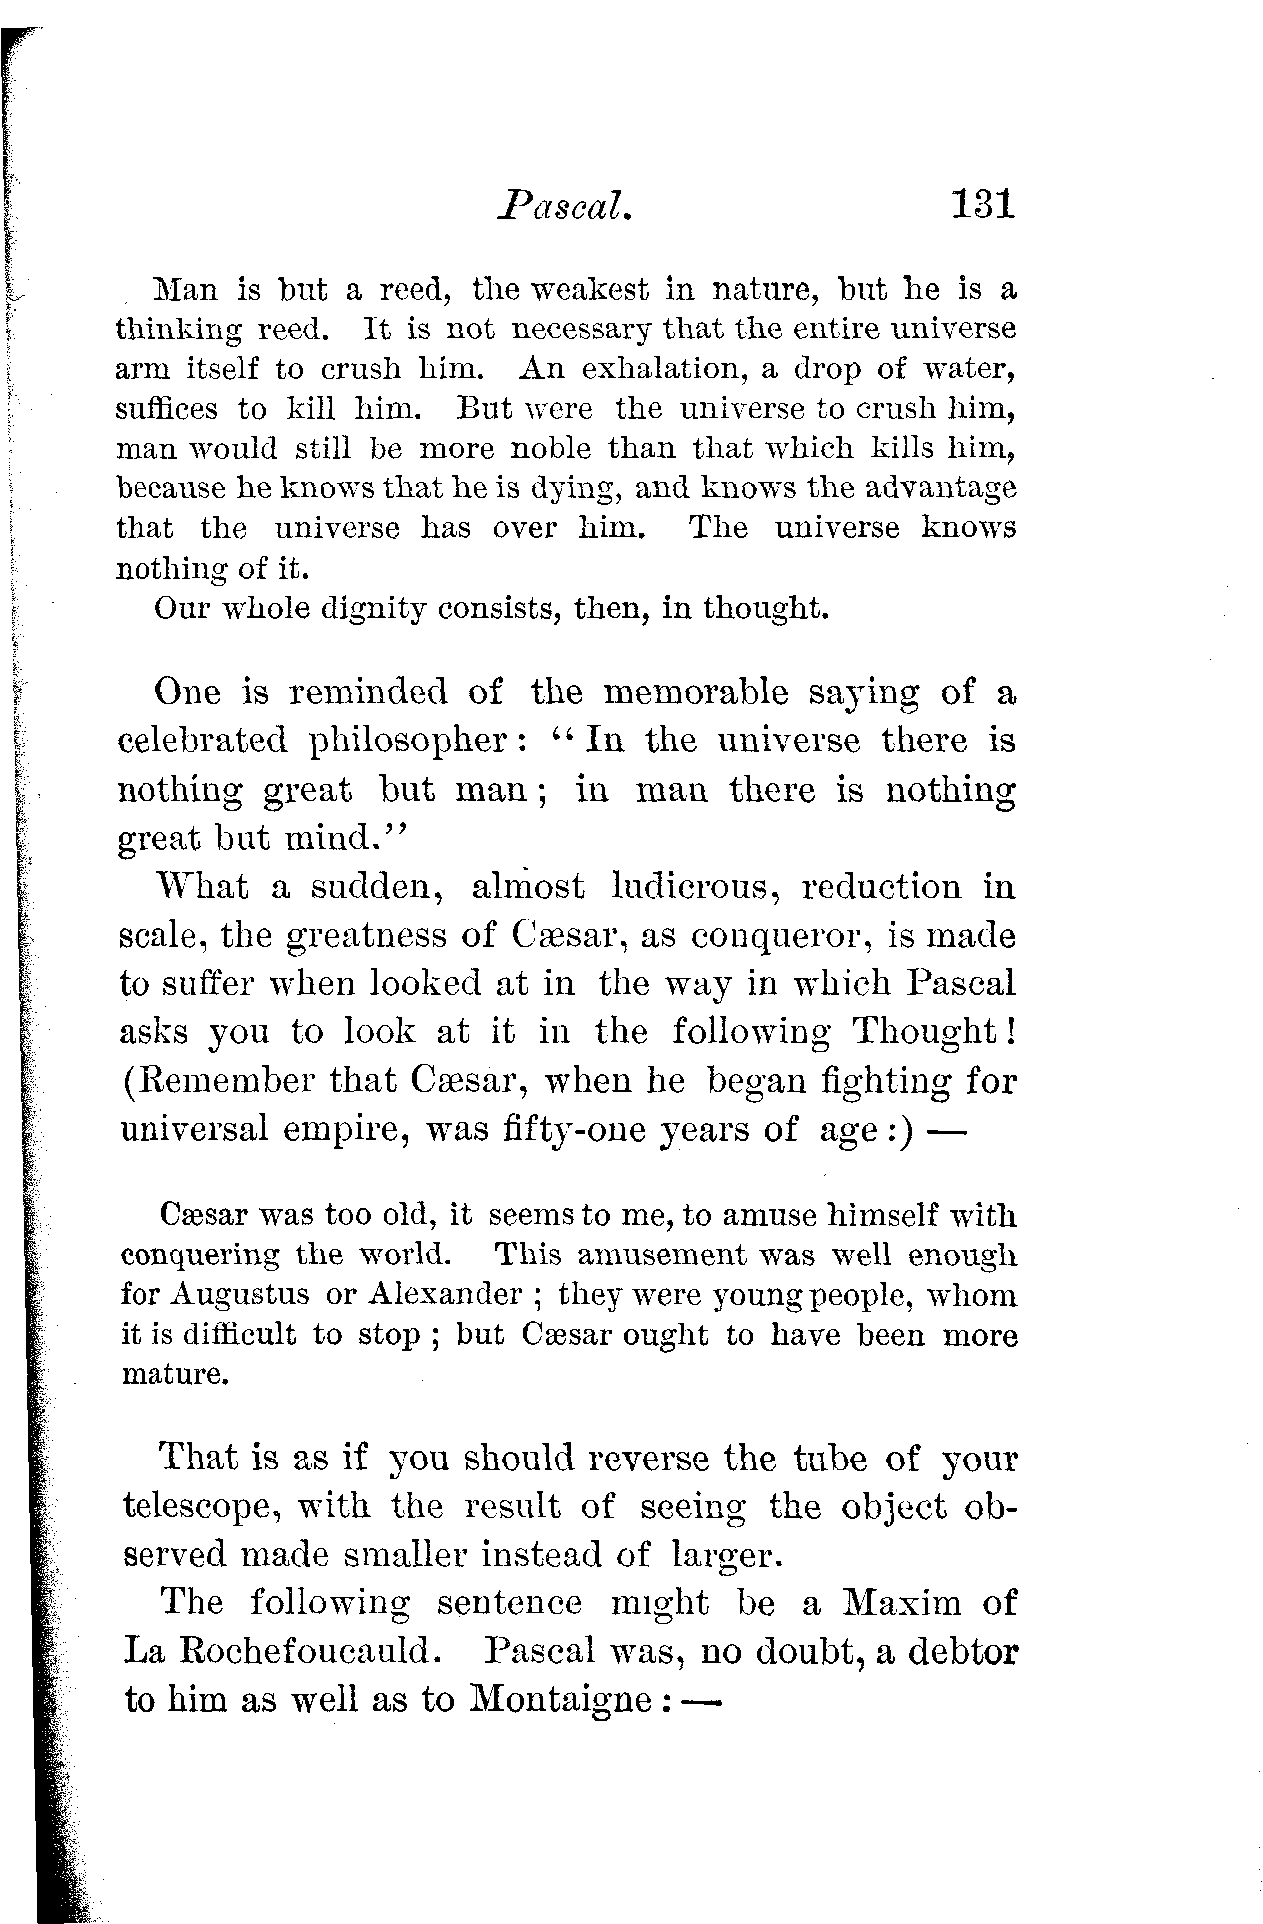 Pascal. 131
Man is but a reed, the weakest in nature, but he is a
thinking reed. It is not necessary that the entire universe
arm itself to crush him. An exhalation, a drop of water,
suffices to kill him. But were the universe to crush him,
man would still be more noble than that which kills him,
because he knows that he is dying, and knows the advantage
that the universe has over him. The universe knows
nothing of it.
Our whole dignity consists, then, in thought.
One is reminded of the memorable saying of a
celebrated philosopher : “ In the universe there is
nothing great but man ; in man there is nothing
great but mind.”
What a sudden, almost ludicrous, reduction in
scale, the greatness of Cæsar, as conqueror, is made
to suffer when looked at in the way in which Pascal
asks you to look at it in the following Thought !
(Remember that Cæsar, when he began fighting for
universal empire, was fifty-one years of age :) —
Cæsar was too old, it seems to me, to amuse himself with
conquering the world. This amusement was well enough
for Augustus or Alexander ; they were young people, whom
it is difficult to stop ; but Cæsar ought to have been more
mature.
That is as if you should reverse the tube of your
telescope, with the result of seeing the object ob-
served made smaller instead of larger.
The following sentence might be a Maxim of
La Rochefoucauld. Pascal was, no doubt, a debtor
to him as well as to Montaigne : —